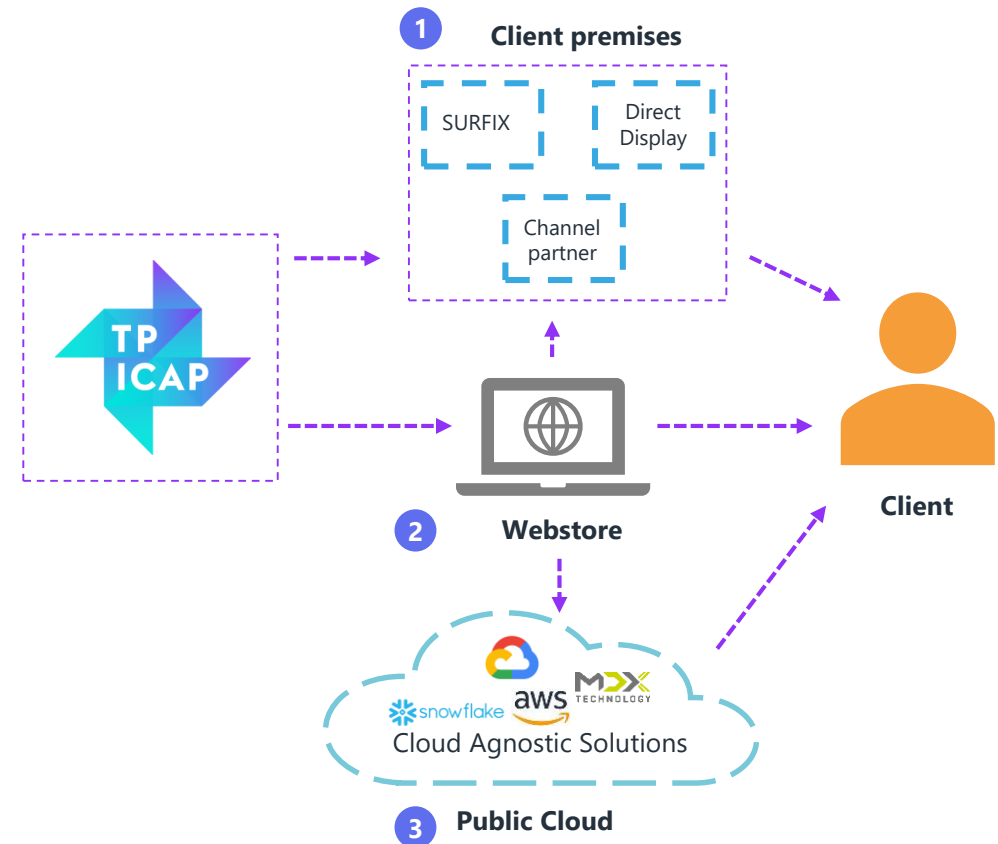 1
Client premises
SURFIX
Direct
Display
Channel
partner
TP
ICAP
Client
2
Webstore
MDX
TECHNOLOGY
snowflake
aws
Cloud Agnostic Solutions
3
Public Cloud